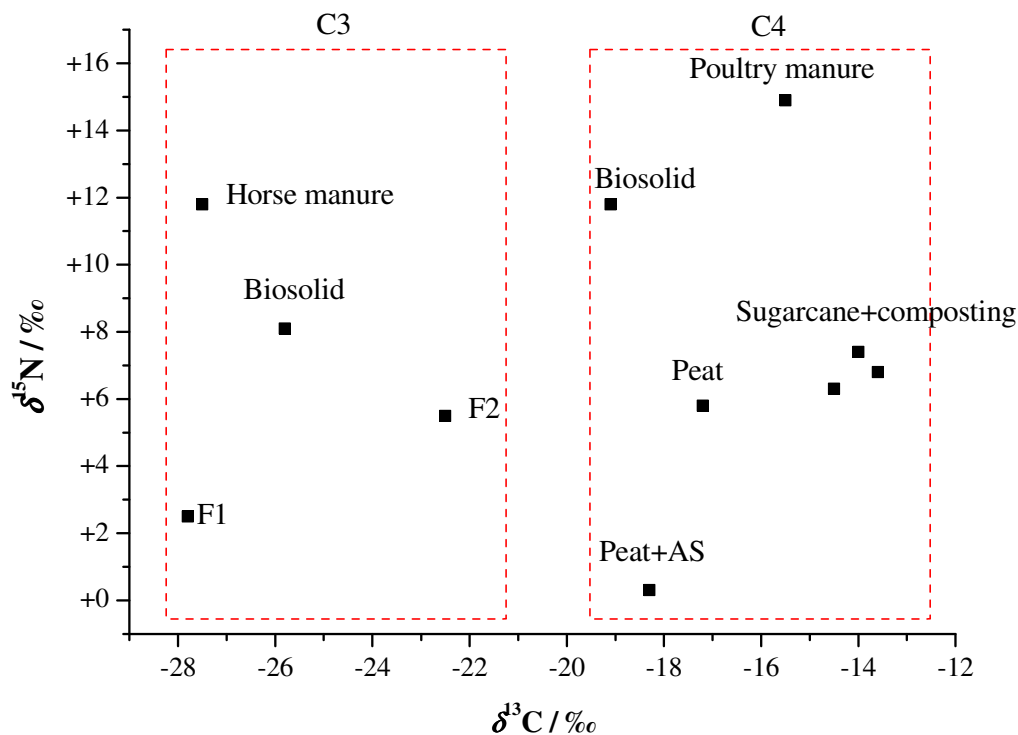 C3
C4
+16
+14
+12
+10
+8
+6
+4
+2
+0
Poultry manure
Biosolid
Horse manure
Biosolid
Sugarcane+composting
Peat
F2
F1
Peat+AS
δ¹⁵N / ‰
-28
-26
-24
-22
-20
-18
-16
-14
-12
δ¹³C / ‰